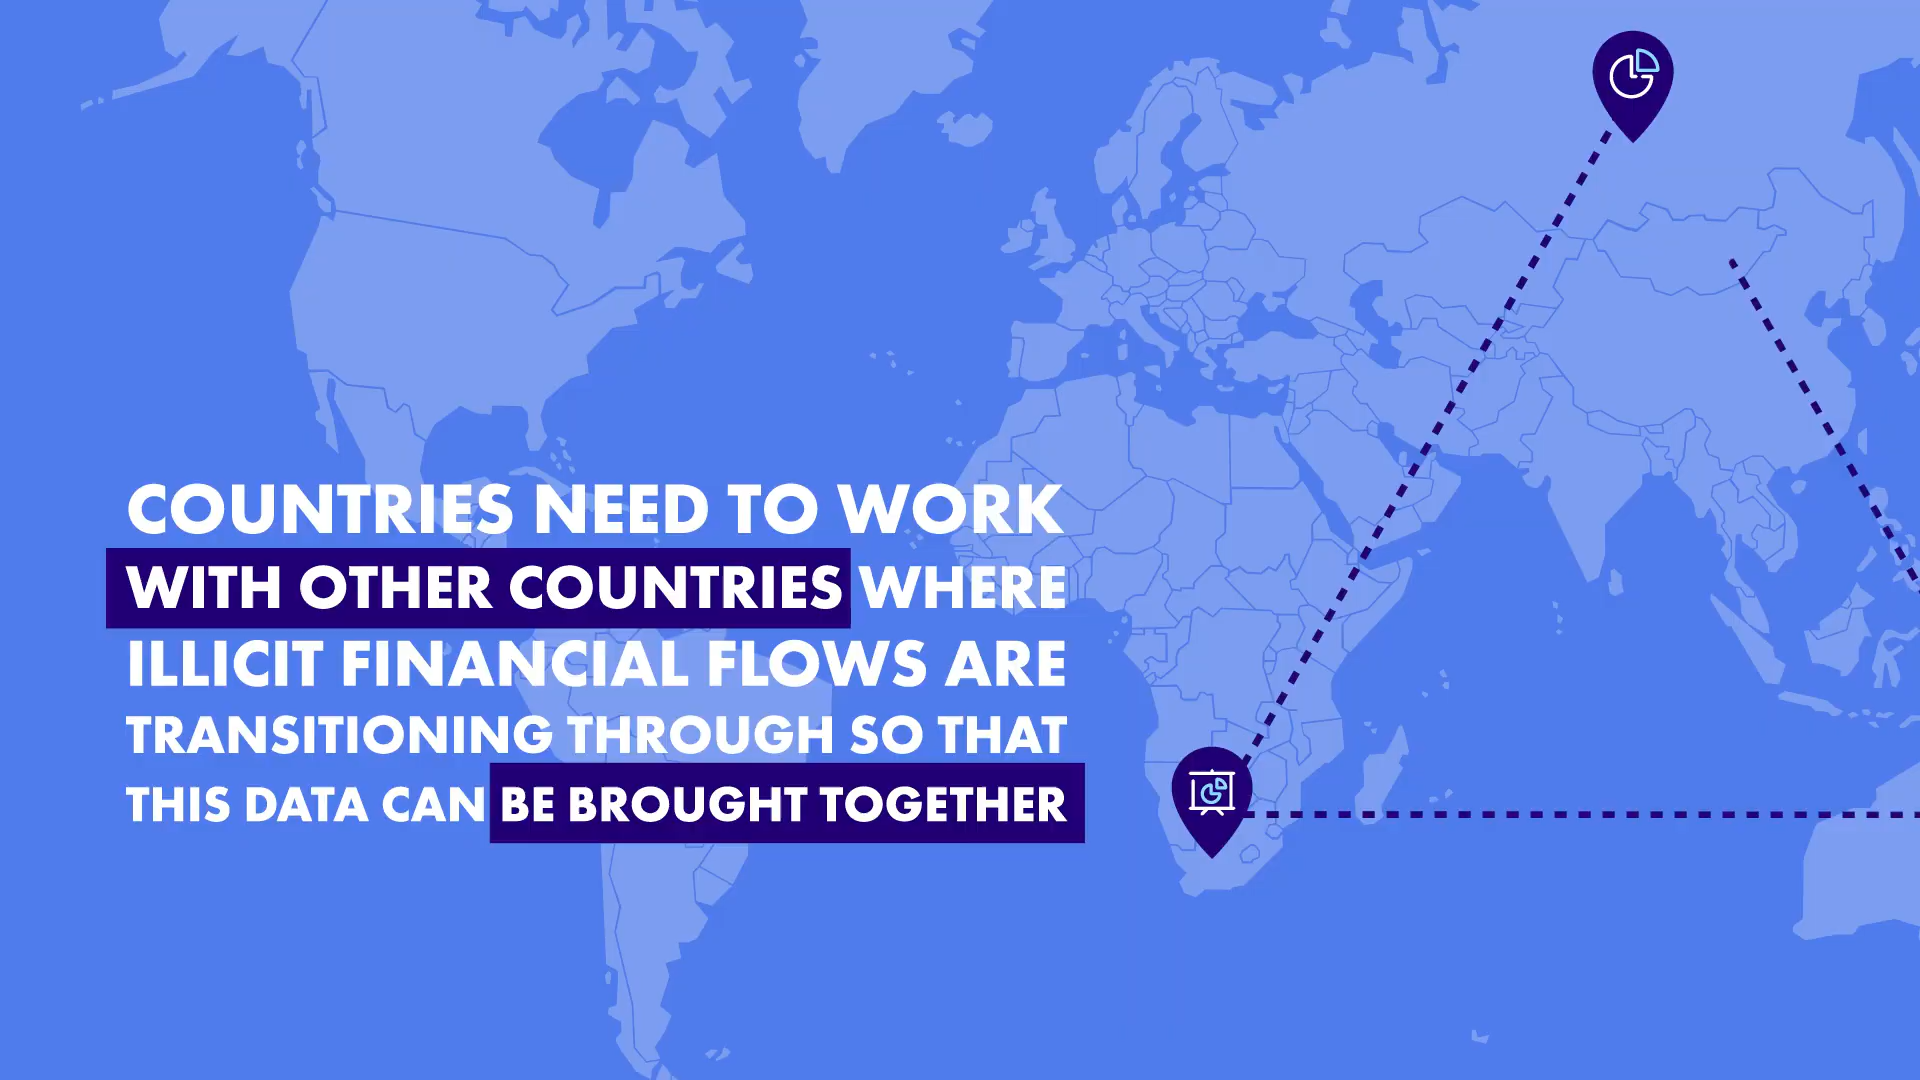 COUNTRIES NEED TO WORK
WITH OTHER COUNTRIES WHERE
ILLICIT FINANCIAL FLOWS ARE
TRANSITIONING THROUGH SO THAT
THIS DATA CAN BE BROUGHT TOGETHER